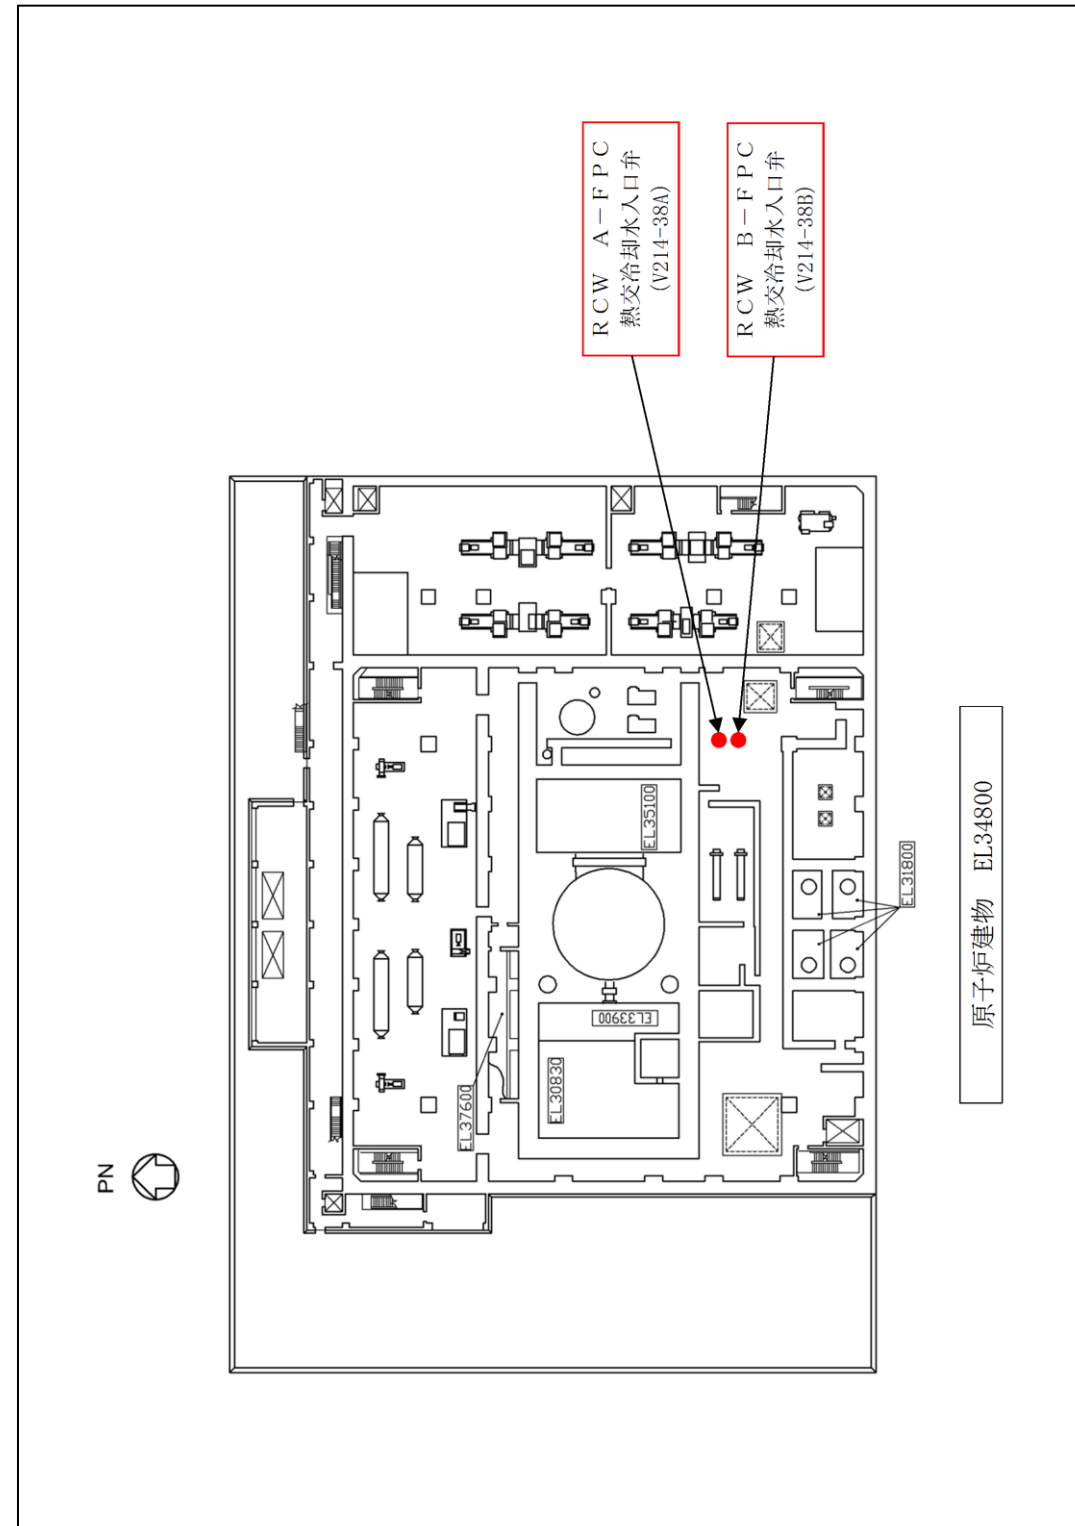 ＲＣＷ　Ａ－ＦＰＣ
熱交冷却水入口弁
(V214-38A)
ＲＣＷ　Ｂ－ＦＰＣ
熱交冷却水入口弁
(V214-38B)
EL35100
EL31800
EL33900
EL30830
EL37600
PN
原子炉建物　EL34800